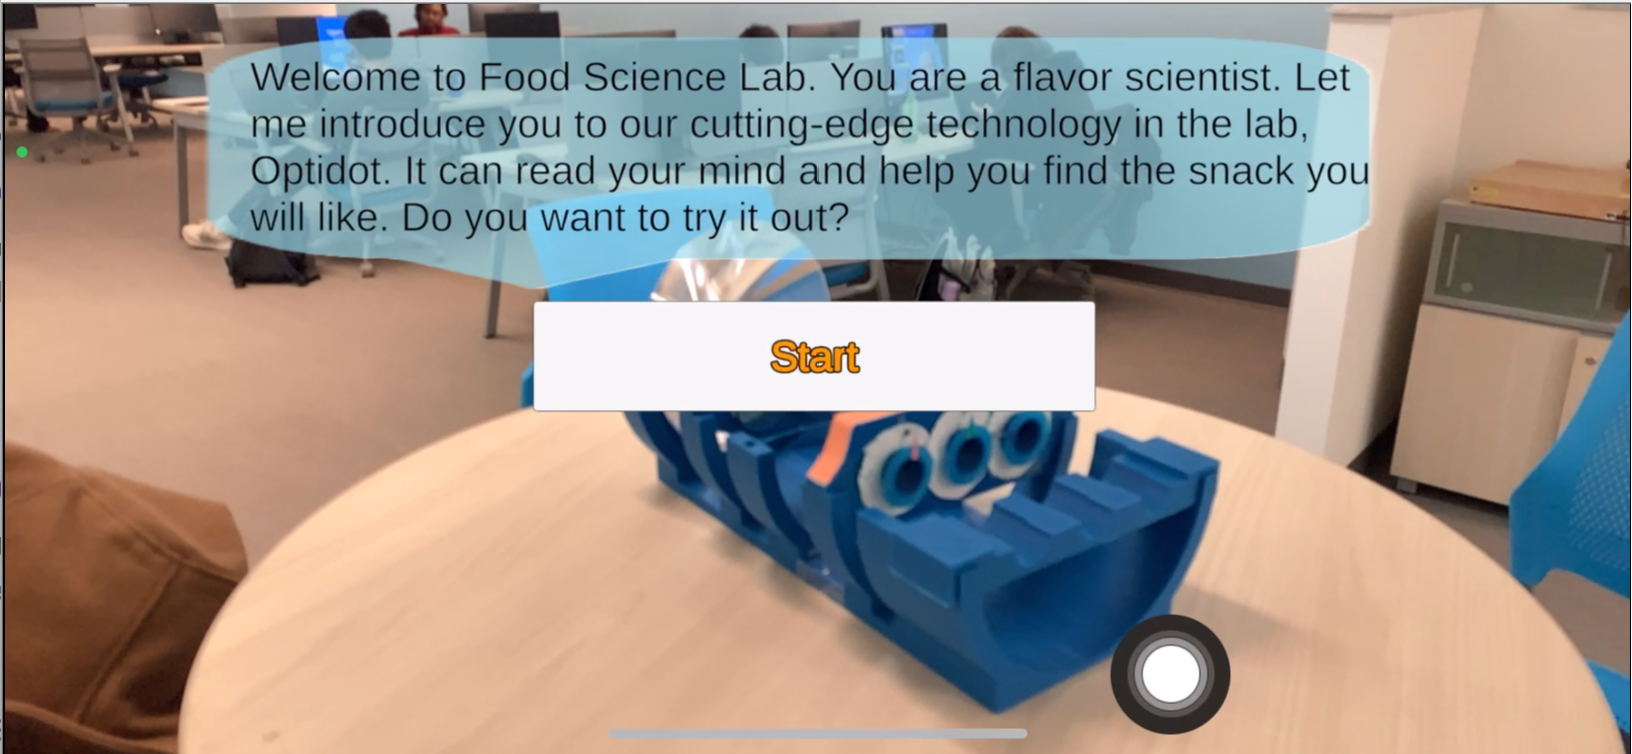 Welcome to Food Science Lab. You are a flavor scientist. Let
me introduce you to our cutting-edge technology in the lab,
Optidot. It can read your mind and help you find the snack you
will like. Do you want to try it out?
Start